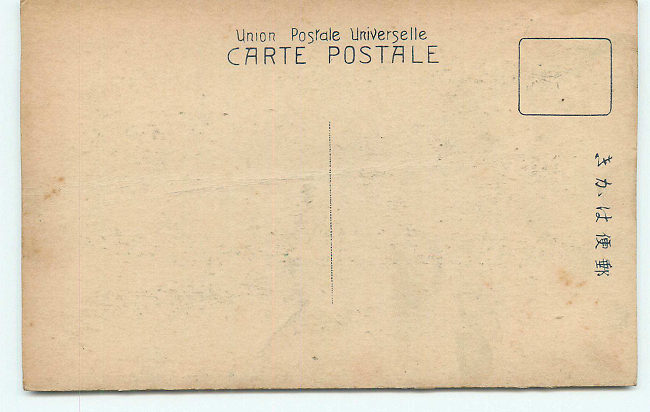 Union Postale Universelle
CARTE POSTALE
郵便はかき